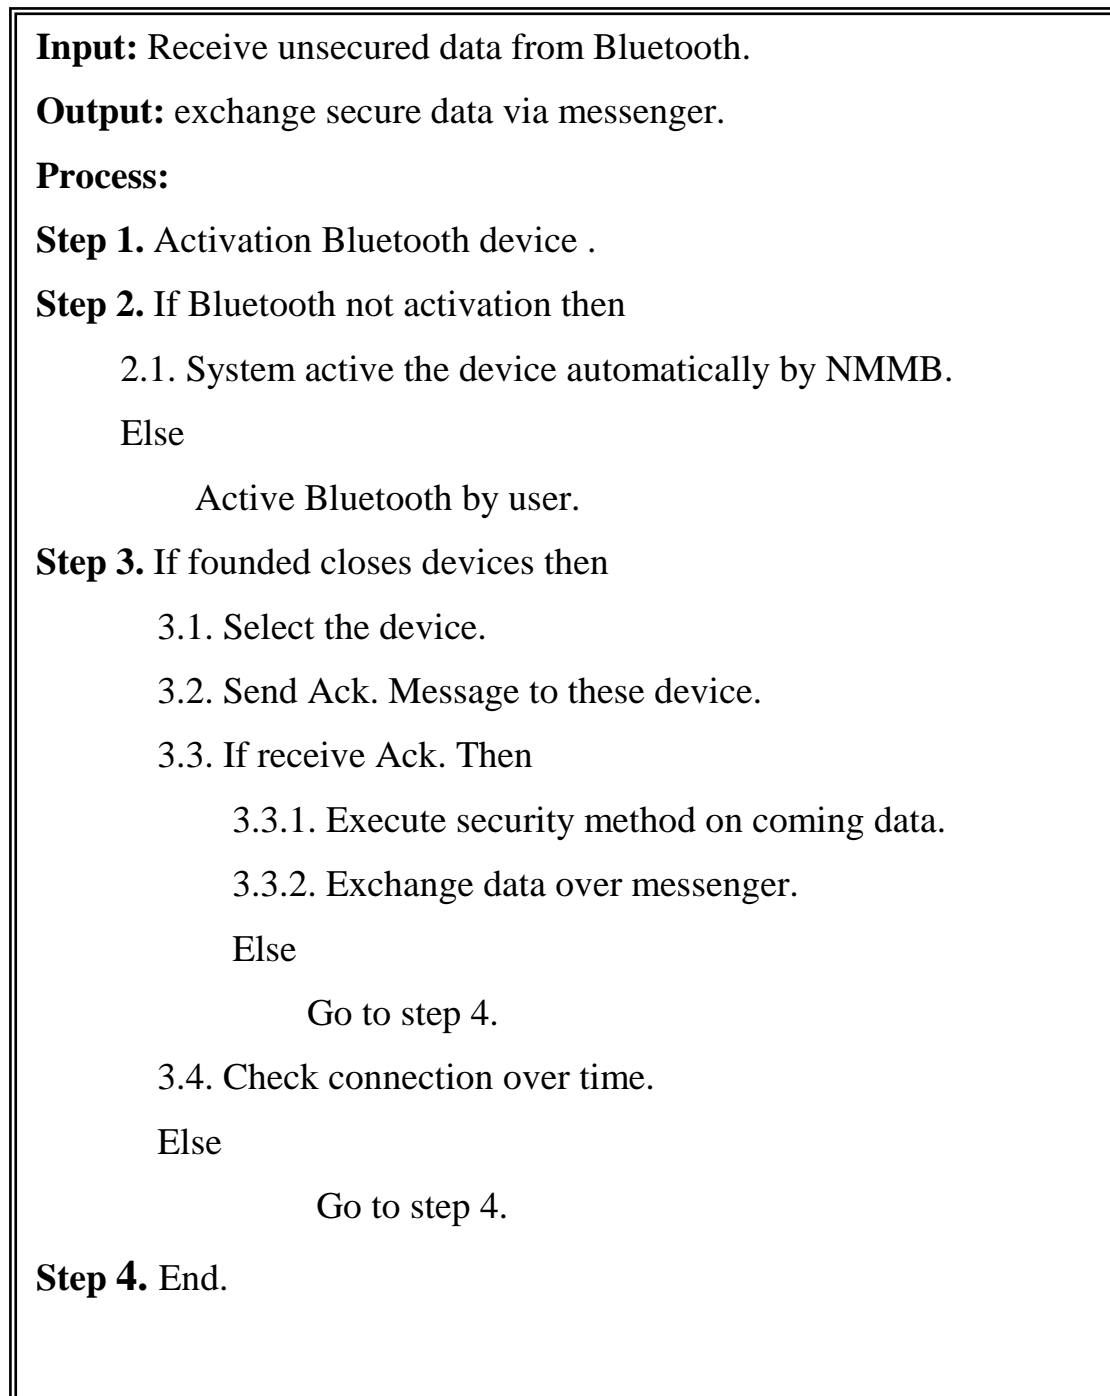 Input: Receive unsecured data from Bluetooth.
Output: exchange secure data via messenger.
Process:
Step 1. Activation Bluetooth device .
Step 2. If Bluetooth not activation then
2.1. System active the device automatically by NMMB.
Else
Active Bluetooth by user.
Step 3. If founded closes devices then
3.1. Select the device.
3.2. Send Ack. Message to these device.
3.3. If receive Ack. Then
3.3.1. Execute security method on coming data.
3.3.2. Exchange data over messenger.
Else
Go to step 4.
3.4. Check connection over time.
Else
Go to step 4.
Step 4. End.